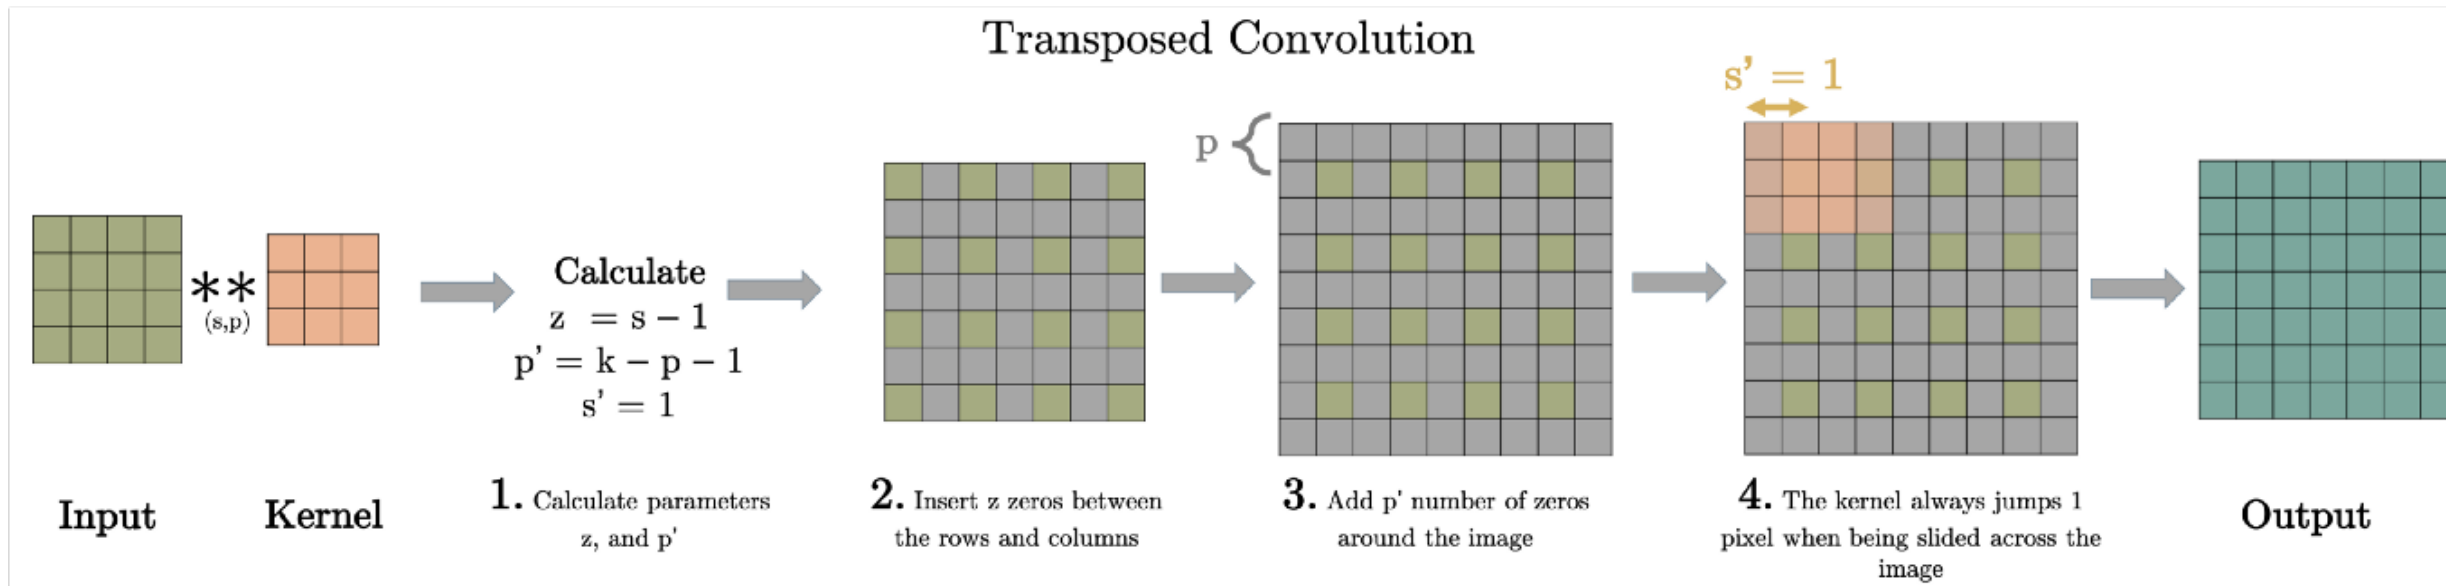 Transposed Convolution
s' = 1
p
**
(s,p)
Calculate
z = s − 1
p' = k − p − 1
s' = 1
Input
Kernel
1. Calculate parameters
z, and p'
2. Insert z zeros between
the rows and columns
3. Add p' number of zeros
around the image
4. The kernel always jumps 1
pixel when being slided across the
image
Output